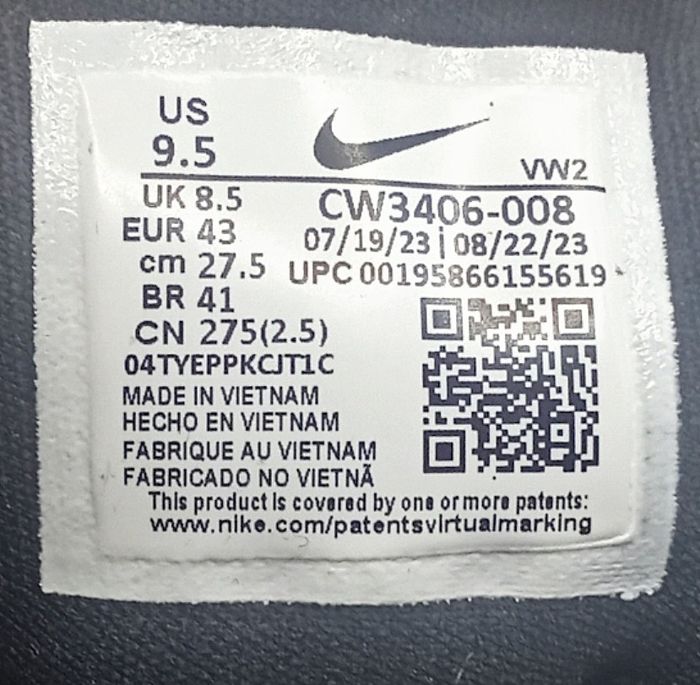 US
9.5
VW2
UK 8.5
CW3406-008
EUR 43
07/19/23 | 08/22/23
cm 27.5
UPC 00195866155619
BR 41
CN 275(2.5)
04TYEPPKCJT1C
MADE IN VIETNAM
HECHO EN VIETNAM
FABRIQUE AU VIETNAM
FABRICADO NO VIETNÃ
This product is covered by one or more patents:
www.nike.com/patentsvirtualmarking